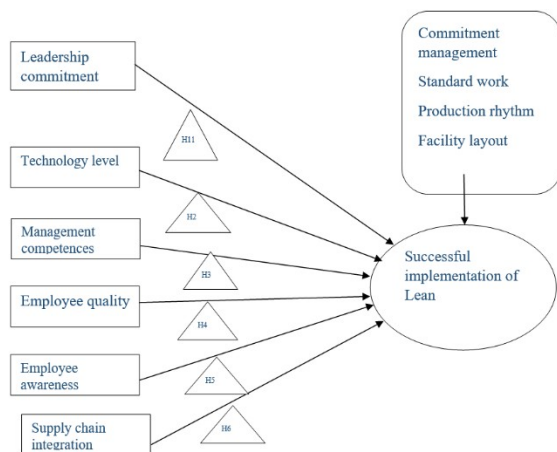 Leadership
commitment
Technology level
Management
competences
Employee quality
Employee
awareness
Supply chain
integration
H11
H2
H3
H4
H5
H6
Commitment
management
Standard work
Production rhythm
Facility layout
Successful
implementation of
Lean